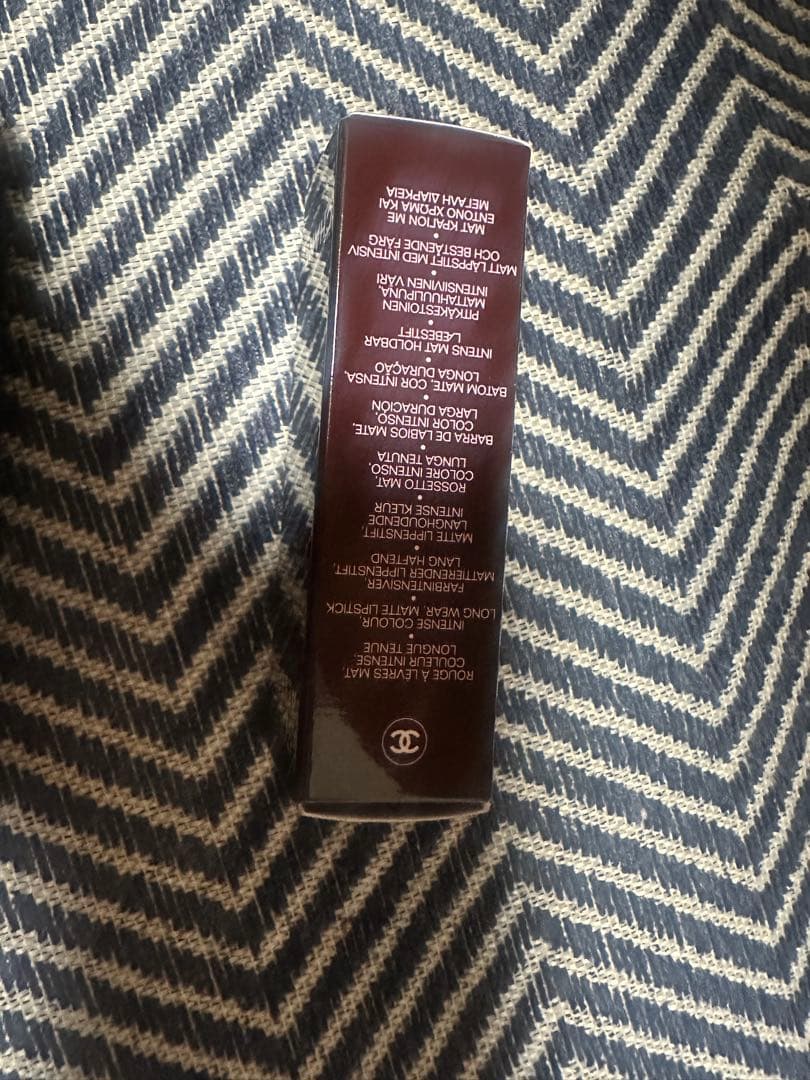 ROUGE À LÈVRES MAT,
COULEUR INTENSE,
LONGUE TENUE
•
INTENSE COLOUR,
LONG WEAR, MATTE LIPSTICK
•
FARBINTENSIVER,
MATTIERENDER LIPPENSTIFT,
LANG HAFTEND
•
MATTE LIPPENSTIFT,
LANGHOUDENDE
INTENSE KLEUR
•
ROSSETTO MAT,
COLORE INTENSO,
LUNGA TENUTA
•
BARRA DE LABIOS MATE,
COLOR INTENSO,
LARGA DURACIÓN
•
BATOM MATE, COR INTENSA,
LONGA DURAÇÃO
•
INTENS MAT HOLDBAR
LÆBESTIFT
•
PITKÄKESTOINEN
MATTAHUULIPUNA,
INTENSIIVINEN VÄRI
•
MATT LÄPPSTIFT MED INTENSIV
OCH BESTÅENDE FÄRG
•
ΜΑΤ ΚΡΑΓΙΟΝ ΜΕ
ΕΝΤΟΝΟ ΧΡΩΜΑ ΚΑΙ
ΜΕΓΑΛΗ ΔΙΑΡΚΕΙΑ